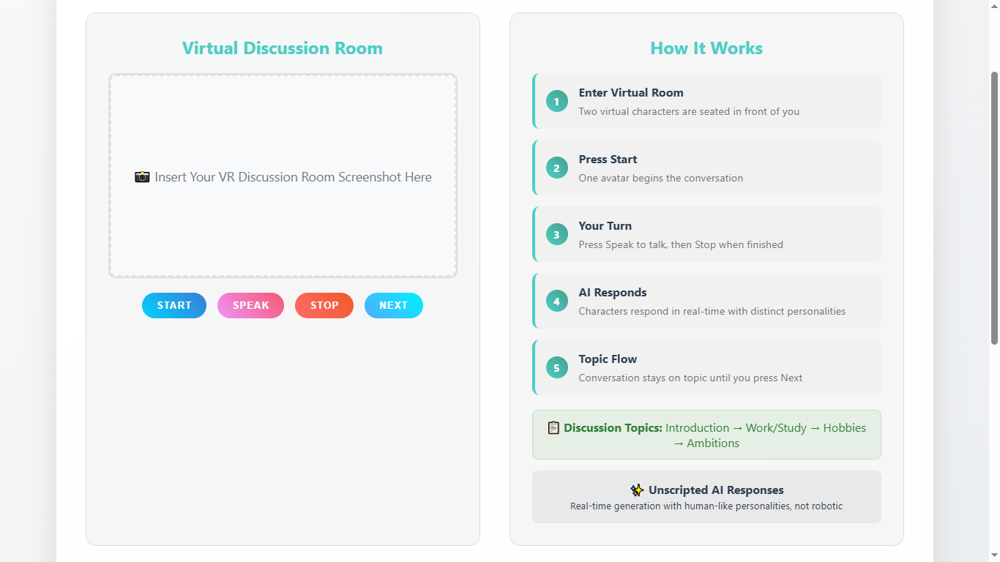 Virtual Discussion Room
📷 Insert Your VR Discussion Room Screenshot Here
START
SPEAK
STOP
NEXT
How It Works
1
Enter Virtual Room
Two virtual characters are seated in front of you
2
Press Start
One avatar begins the conversation
3
Your Turn
Press Speak to talk, then Stop when finished
4
AI Responds
Characters respond in real-time with distinct personalities
5
Topic Flow
Conversation stays on topic until you press Next
📋 Discussion Topics: Introduction → Work/Study → Hobbies
→ Ambitions
✨ Unscripted AI Responses
Real-time generation with human-like personalities, not robotic